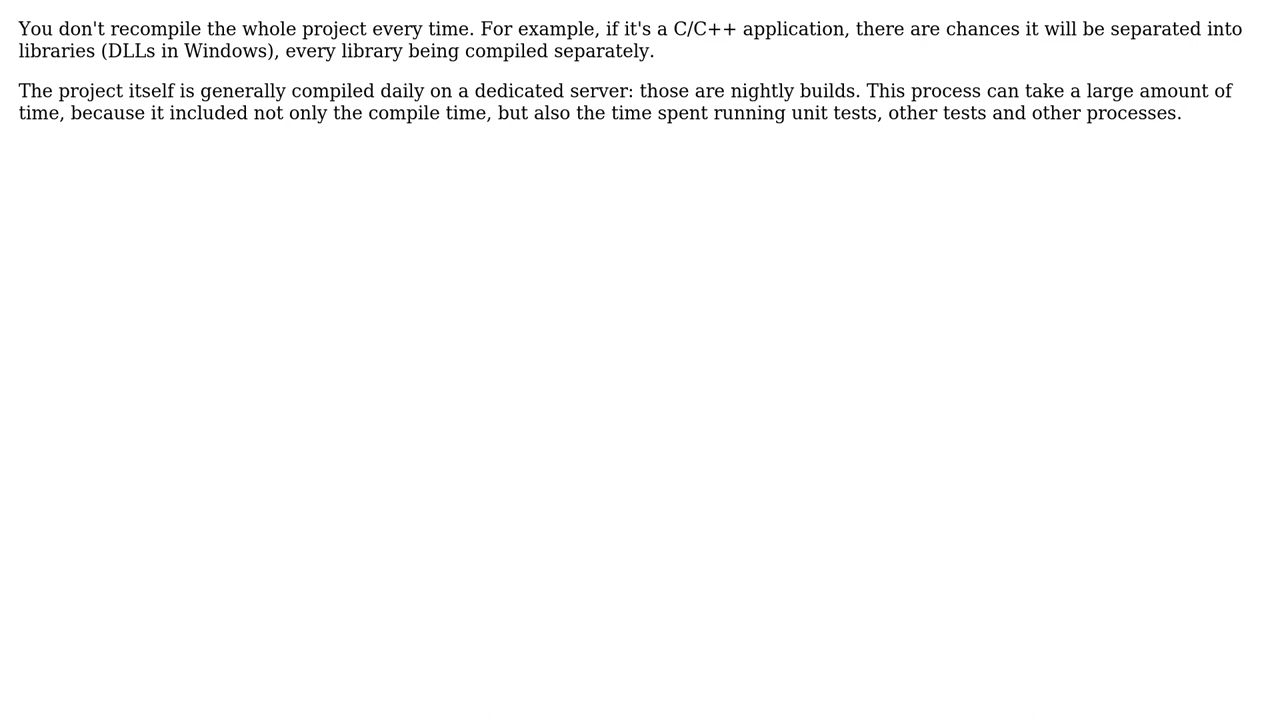 You don't recompile the whole project every time. For example, if it's a C/C++ application, there are chances it will be separated into
libraries (DLLs in Windows), every library being compiled separately.
The project itself is generally compiled daily on a dedicated server: those are nightly builds. This process can take a large amount of
time, because it included not only the compile time, but also the time spent running unit tests, other tests and other processes.